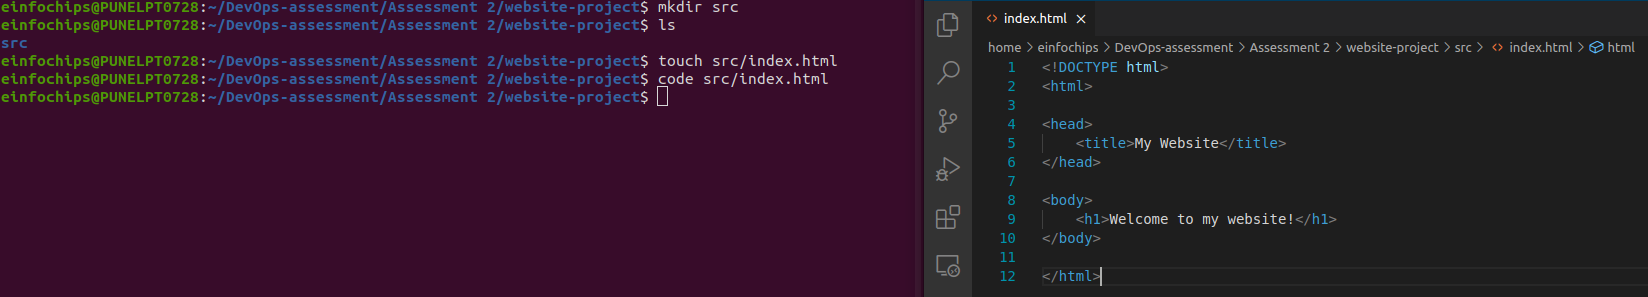 einfochips@PUNELPT0728:~/DevOps-assessment/Assessment 2/website-project$ mkdir src
einfochips@PUNELPT0728:~/DevOps-assessment/Assessment 2/website-project$ ls
src
einfochips@PUNELPT0728:~/DevOps-assessment/Assessment 2/website-project$ touch src/index.html
einfochips@PUNELPT0728:~/DevOps-assessment/Assessment 2/website-project$ code src/index.html
einfochips@PUNELPT0728:~/DevOps-assessment/Assessment 2/website-project$
<> index.html ×
home > einfochips > DevOps-assessment > Assessment 2 > website-project > src > <> index.html > html
1 <!DOCTYPE html>
2 <html>
3
4 <head>
5     <title>My Website</title>
6 </head>
7
8 <body>
9     <h1>Welcome to my website!</h1>
10 </body>
11
12 </html>